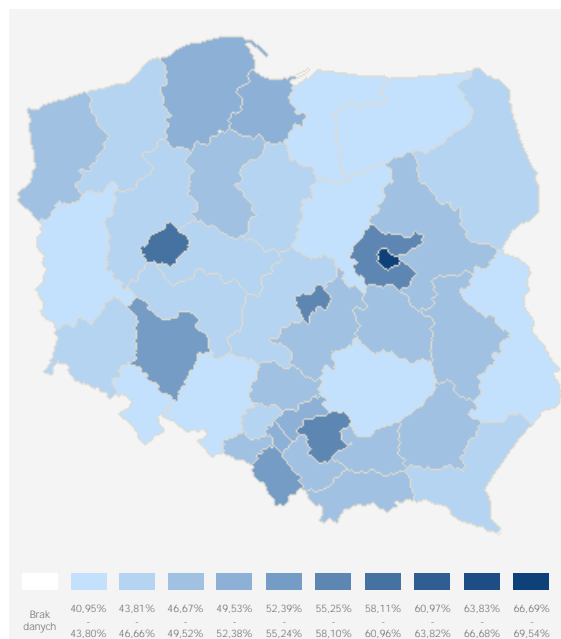 Brak
danych
40,95% 43,81% 46,67% 49,53% 52,39% 55,25% 58,11% 60,97% 63,83% 66,69%
- - - - - - - - - -
43,80% 46,66% 49,52% 52,38% 55,24% 58,10% 60,96% 63,82% 66,68% 69,54%